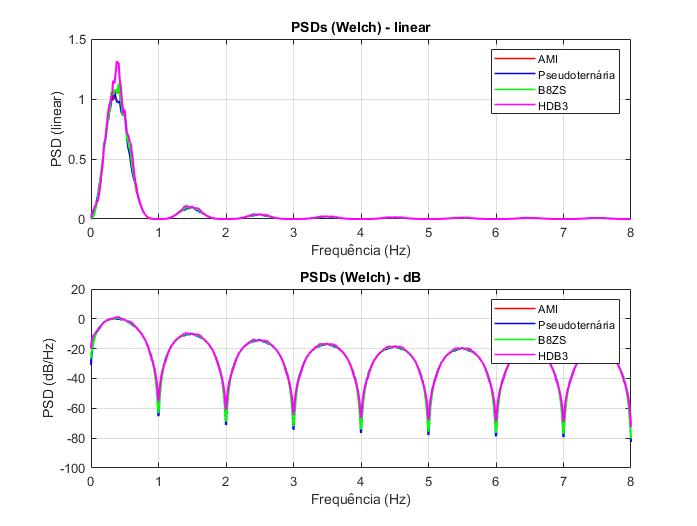 PSDs (Welch) - linear
1.5
1
0.5
0
PSD (linear)
AMI
Pseudoternária
B8ZS
HDB3
0 1 2 3 4 5 6 7 8
Frequência (Hz)
PSDs (Welch) - dB
20
0
-20
-40
-60
-80
-100
PSD (dB/Hz)
AMI
Pseudoternária
B8ZS
HDB3
0 1 2 3 4 5 6 7 8
Frequência (Hz)